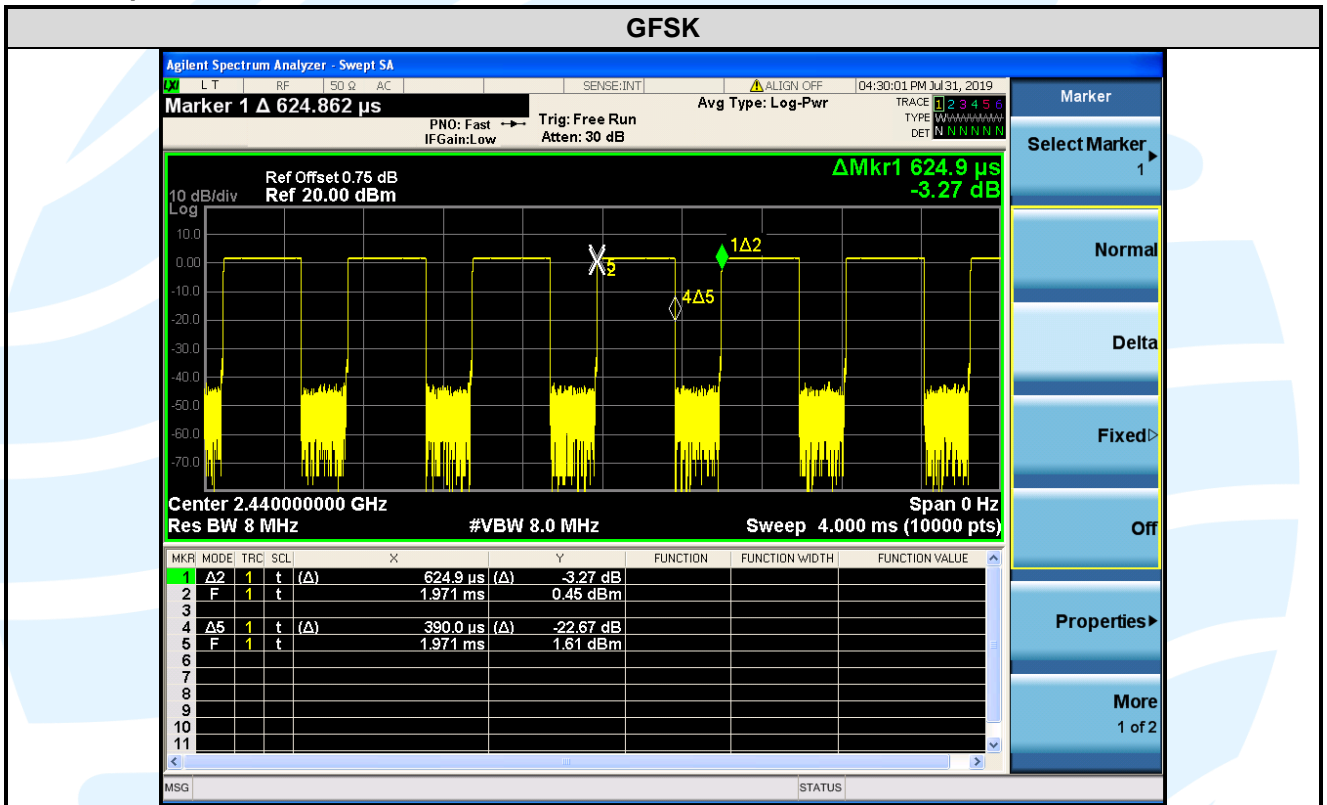 GFSK
Agilent Spectrum Analyzer - Swept SA
LXI L T RF 50 Ω AC SENSE:INT ALIGN OFF 04:30:01 PM Jul 31, 2019
Marker 1 Δ 624.862 µs
PNO: Fast
IFGain:Low
Trig: Free Run
Atten: 30 dB
Avg Type: Log-Pwr
TRACE 1 2 3 4 5 6
TYPE WWWWWW
DET N N N N N N
ΔMkr1 624.9 µs
-3.27 dB
Ref Offset 0.75 dB
10 dB/div Ref 20.00 dBm
Log
10.0
0.00
-10.0
-20.0
-30.0
-40.0
-50.0
-60.0
-70.0
1Δ2
5
4Δ5
Center 2.440000000 GHz Span 0 Hz
Res BW 8 MHz #VBW 8.0 MHz Sweep 4.000 ms (10000 pts)
MKR MODE TRC SCL X Y FUNCTION FUNCTION WIDTH FUNCTION VALUE
1 Δ2 1 t (Δ) 624.9 µs (Δ) -3.27 dB
2 F 1 t 1.971 ms 0.45 dBm
3
4 Δ5 1 t (Δ) 390.0 µs (Δ) -22.67 dB
5 F 1 t 1.971 ms 1.61 dBm
6
7
8
9
10
11
MSG STATUS
Marker
Select Marker
1
Normal
Delta
Fixed
Off
Properties
More
1 of 2